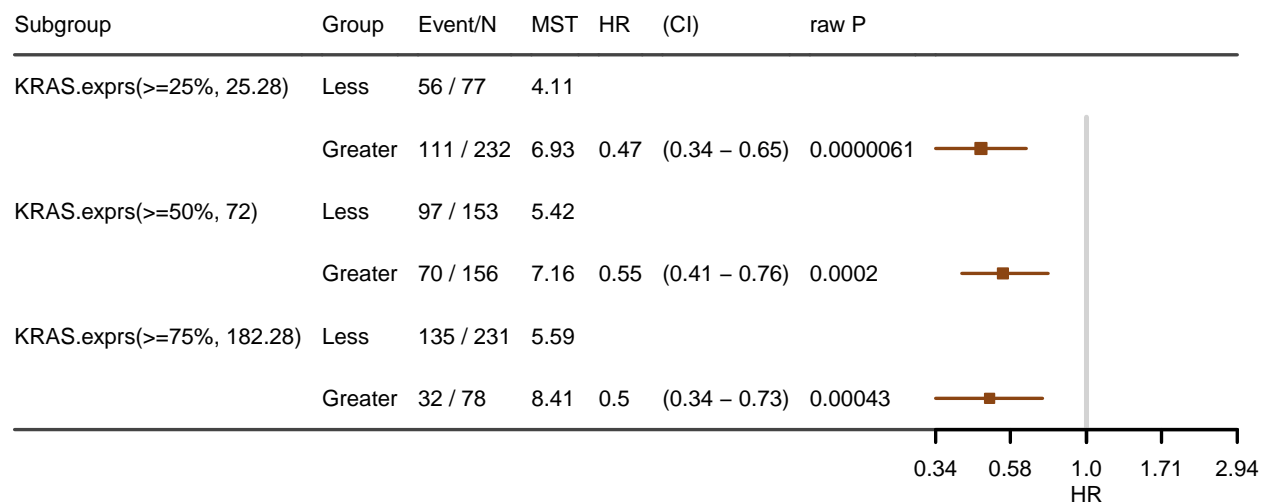 Subgroup Group Event/N MST HR (CI) raw P
KRAS.exprs(>=25%, 25.28) Less 56 / 77 4.11
Greater 111 / 232 6.93 0.47 (0.34 – 0.65) 0.0000061
KRAS.exprs(>=50%, 72) Less 97 / 153 5.42
Greater 70 / 156 7.16 0.55 (0.41 – 0.76) 0.0002
KRAS.exprs(>=75%, 182.28) Less 135 / 231 5.59
Greater 32 / 78 8.41 0.5 (0.34 – 0.73) 0.00043
0.34 0.58 1.0 1.71 2.94
HR